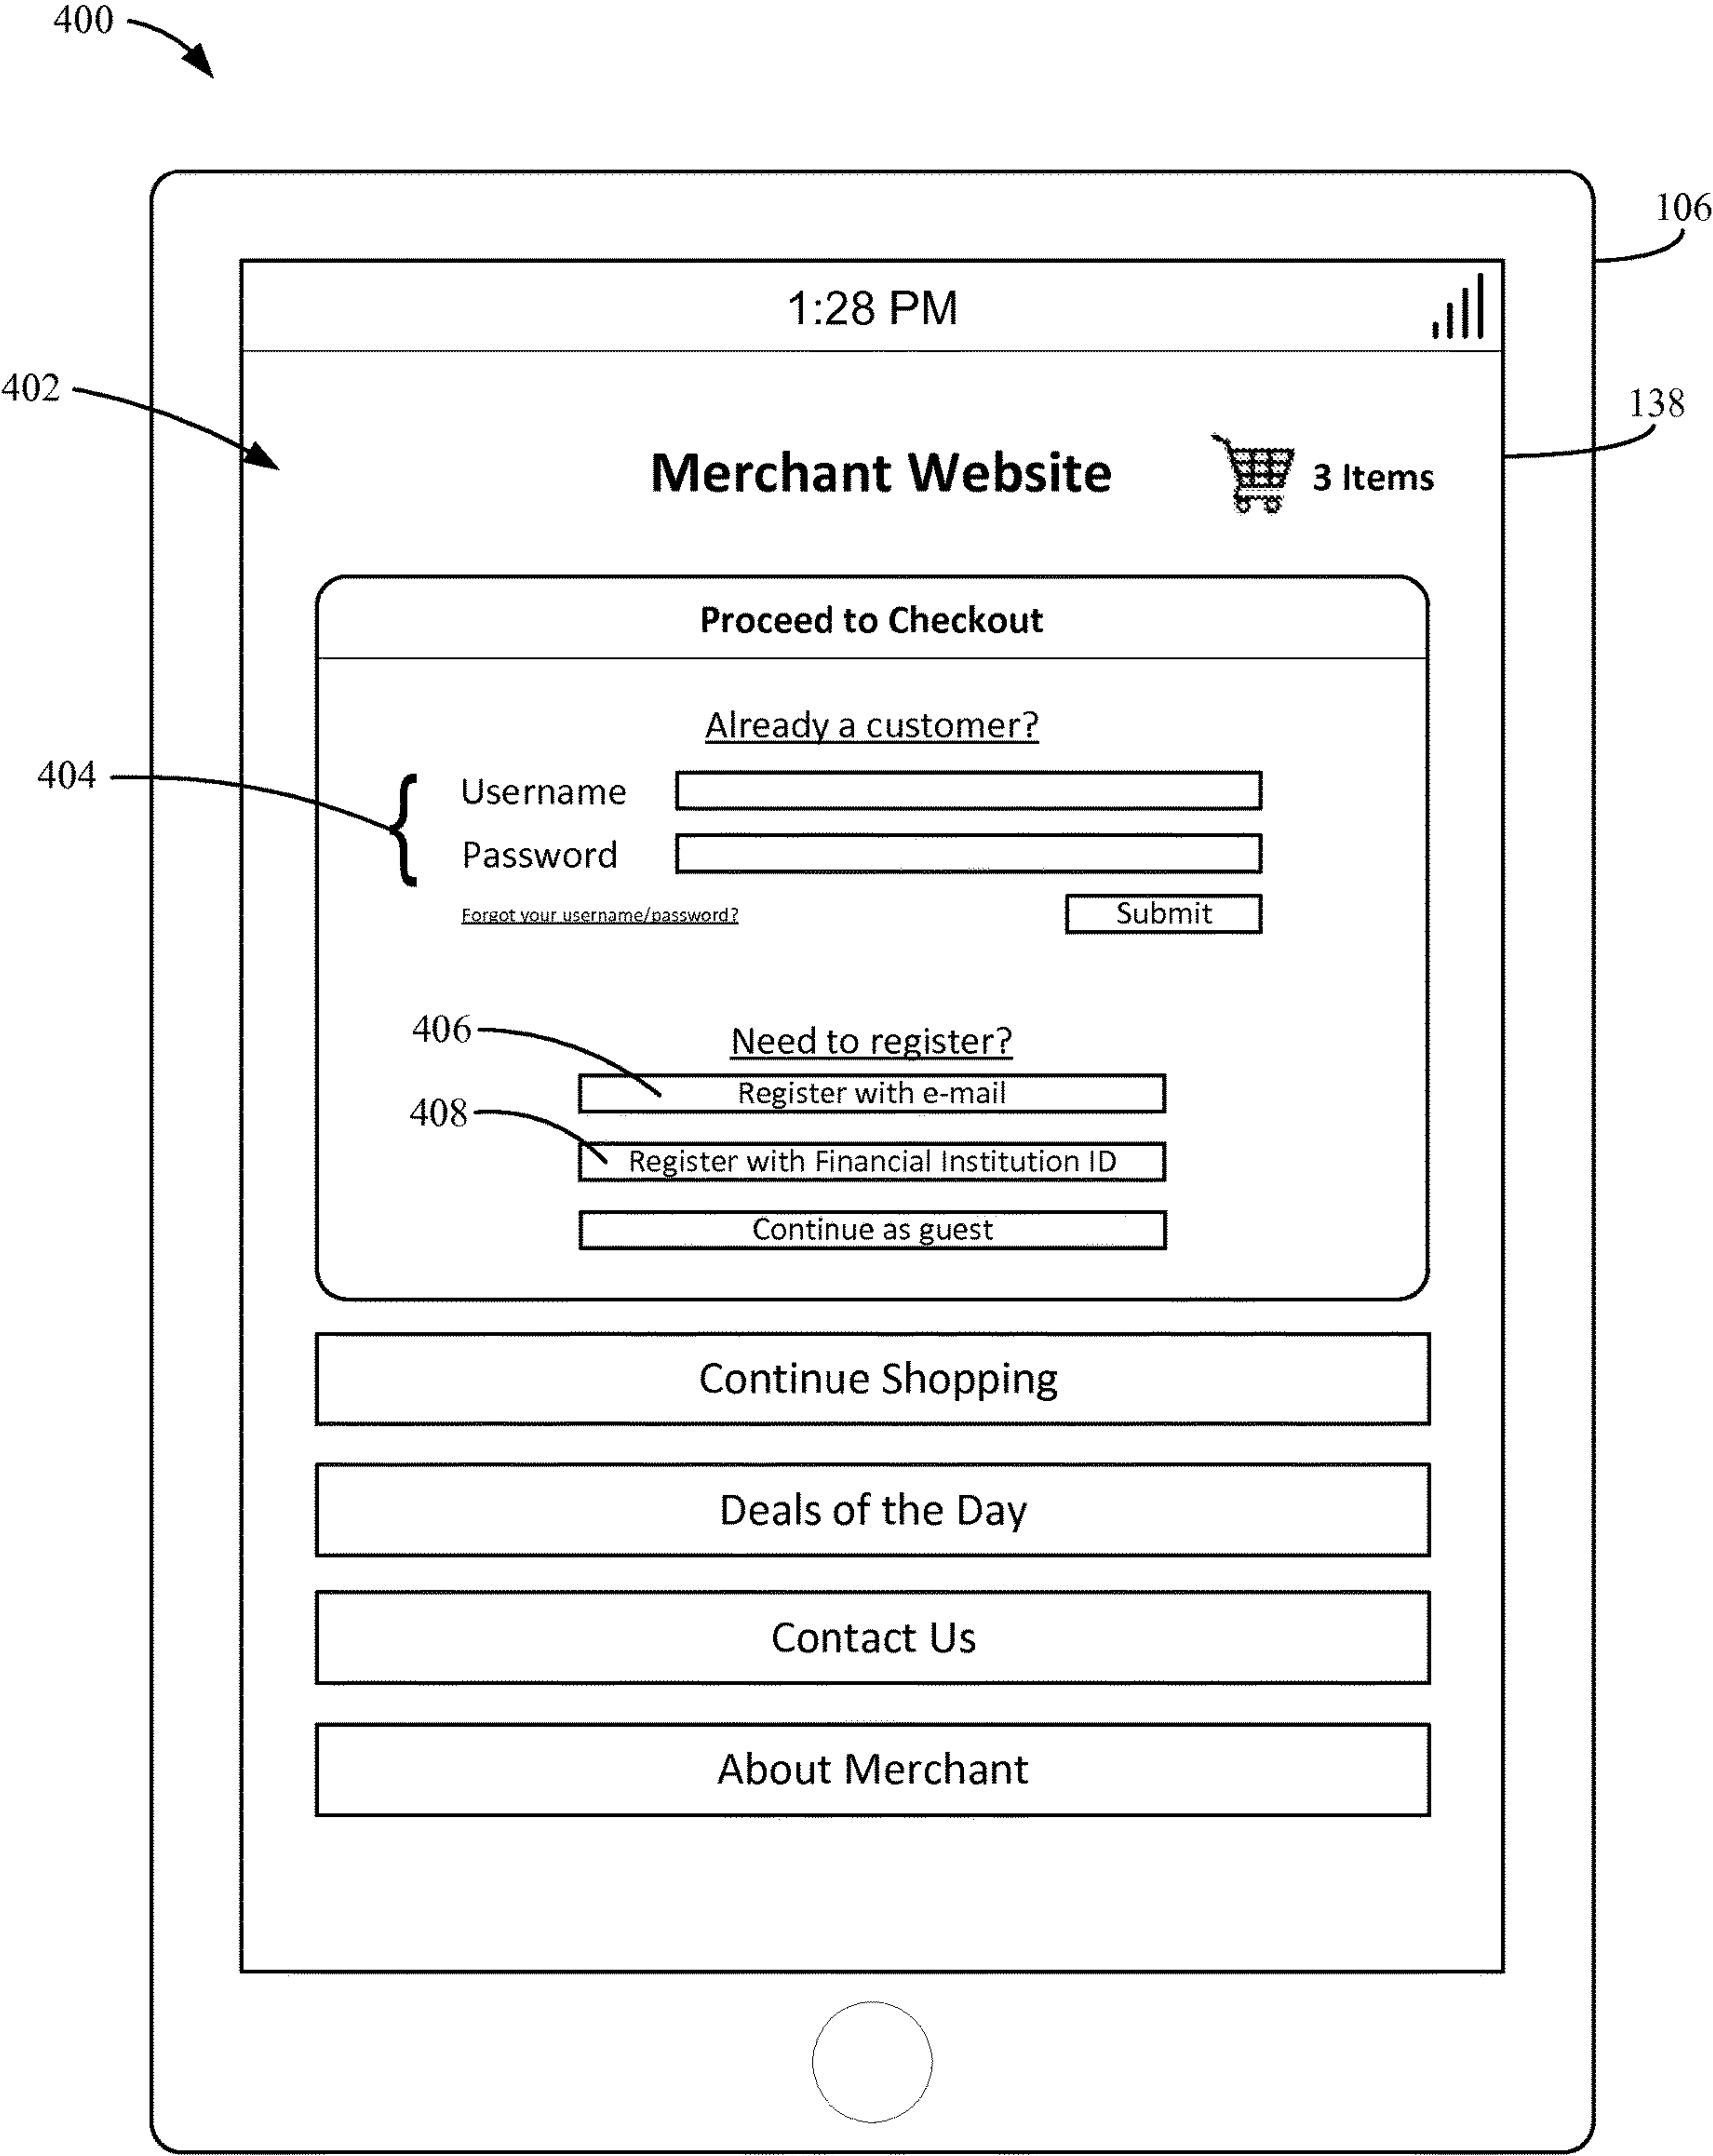 400
106
1:28 PM
402
138
Merchant Website
3 Items
Proceed to Checkout
Already a customer?
404
Username
Password
Forgot your username/password?
Submit
406
Need to register?
Register with e-mail
408
Register with Financial Institution ID
Continue as guest
Continue Shopping
Deals of the Day
Contact Us
About Merchant